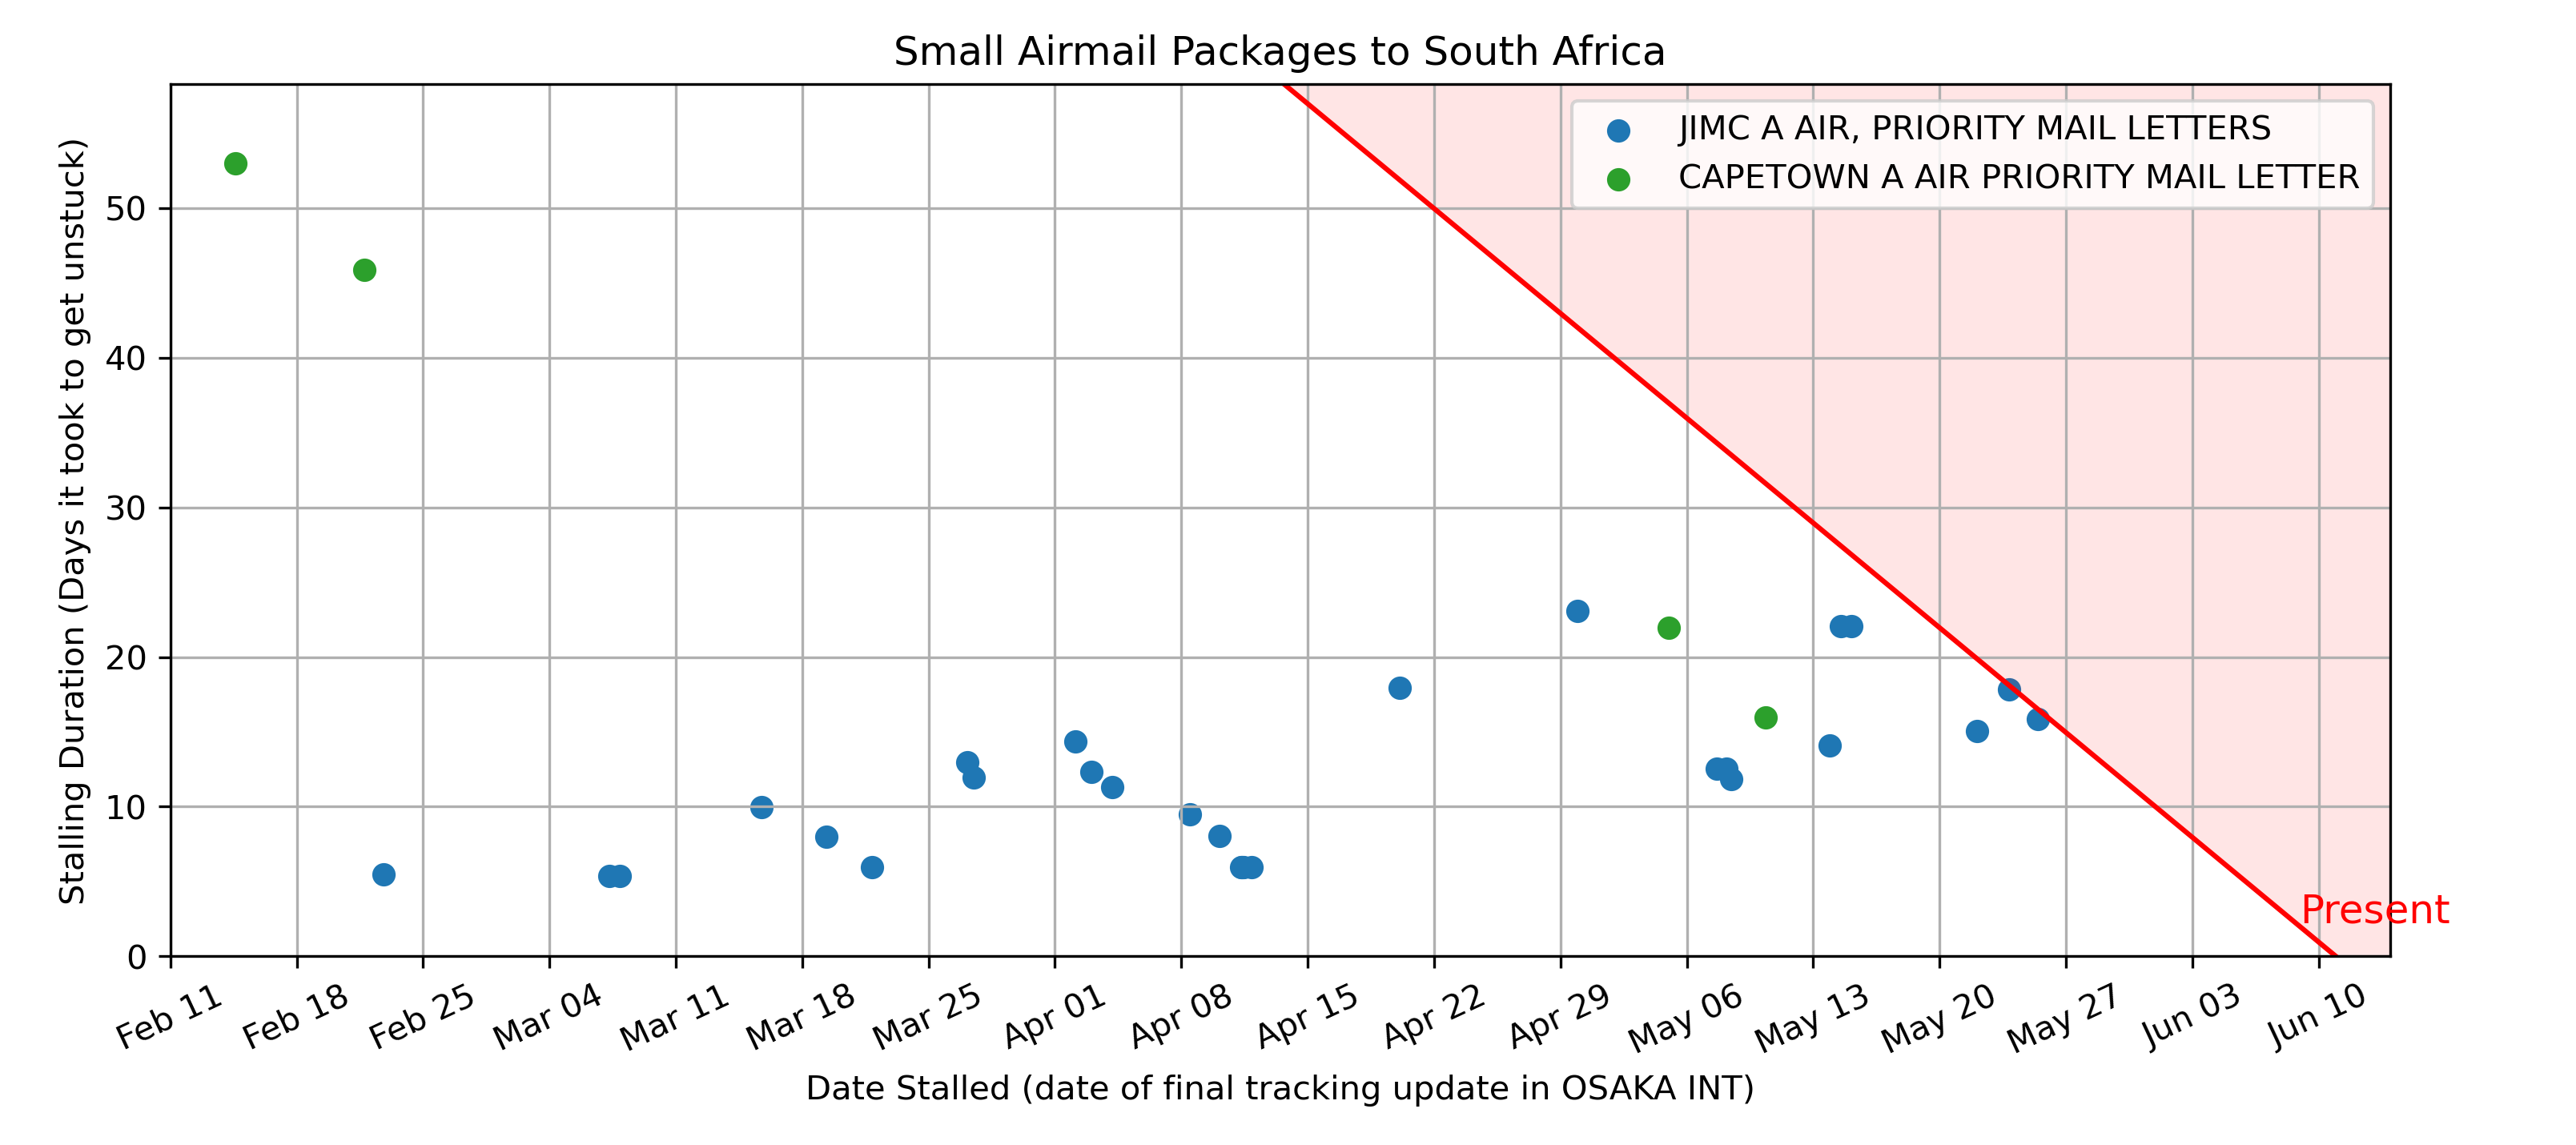 Small Airmail Packages to South Africa
JIMC A AIR, PRIORITY MAIL LETTERS
CAPETOWN A AIR PRIORITY MAIL LETTER
Stalling Duration (Days it took to get unstuck)
50
40
30
20
10
0
Present
Feb 11
Feb 18
Feb 25
Mar 04
Mar 11
Mar 18
Mar 25
Apr 01
Apr 08
Apr 15
Apr 22
Apr 29
May 06
May 13
May 20
May 27
Jun 03
Jun 10
Date Stalled (date of final tracking update in OSAKA INT)